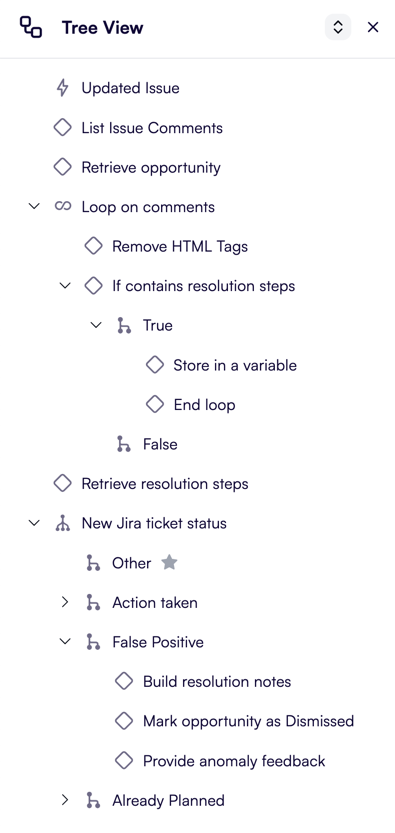 Tree View
Updated Issue
List Issue Comments
Retrieve opportunity
Loop on comments
Remove HTML Tags
If contains resolution steps
True
Store in a variable
End loop
False
Retrieve resolution steps
New Jira ticket status
Other
Action taken
False Positive
Build resolution notes
Mark opportunity as Dismissed
Provide anomaly feedback
Already Planned